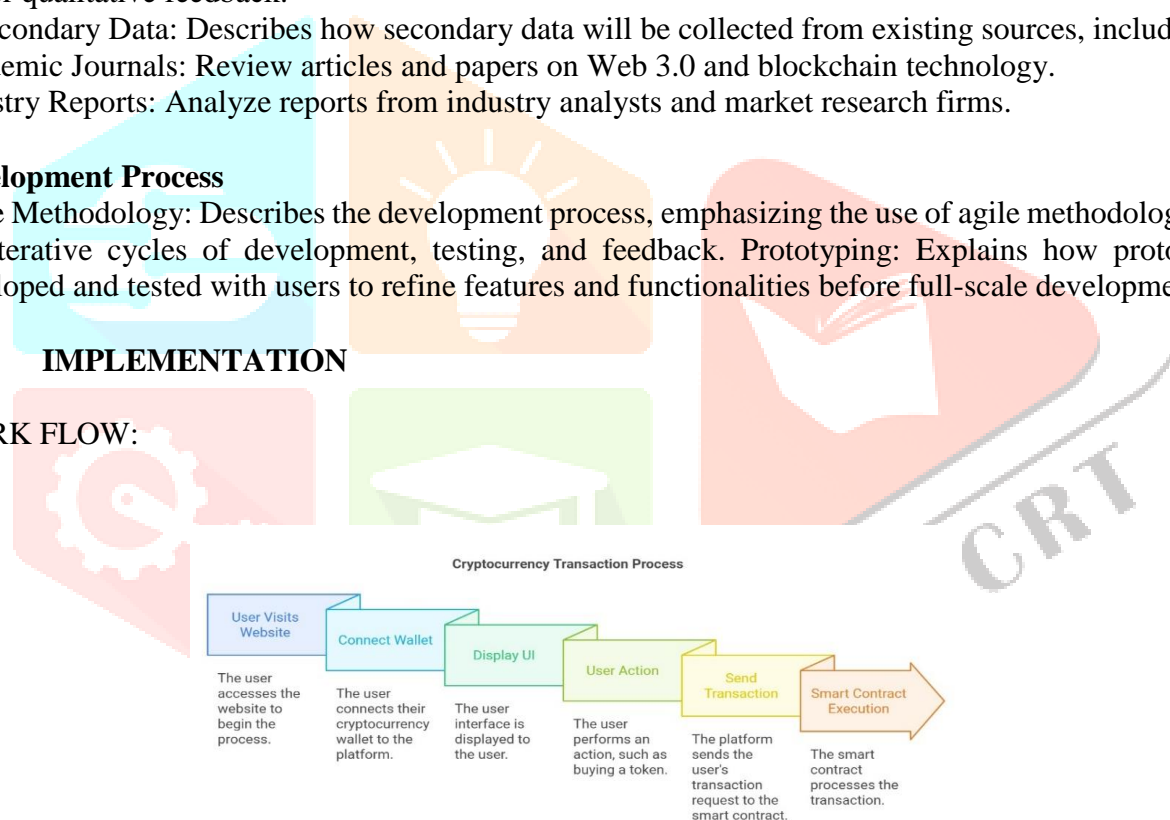 qualitative feedback.
condary Data: Describes how secondary data will be collected from existing sources, includ
demic Journals: Review articles and papers on Web 3.0 and blockchain technology.
stry Reports: Analyze reports from industry analysts and market research firms.
elopment Process
e Methodology: Describes the development process, emphasizing the use of agile methodolog
terative cycles of development, testing, and feedback. Prototyping: Explains how proto
loped and tested with users to refine features and functionalities before full-scale developme
IMPLEMENTATION
RK FLOW:
CRT
Cryptocurrency Transaction Process
User Visits
Website
Connect Wallet
Display UI
User Action
Send
Transaction
Smart Contract
Execution
The user
accesses the
website to
begin the
process.
The user
connects their
cryptocurrency
wallet to the
platform.
The user
interface is
displayed to
the user.
The user
performs an
action, such as
buying a token.
The platform
sends the
user's
transaction
request to the
smart contract.
The smart
contract
processes the
transaction.